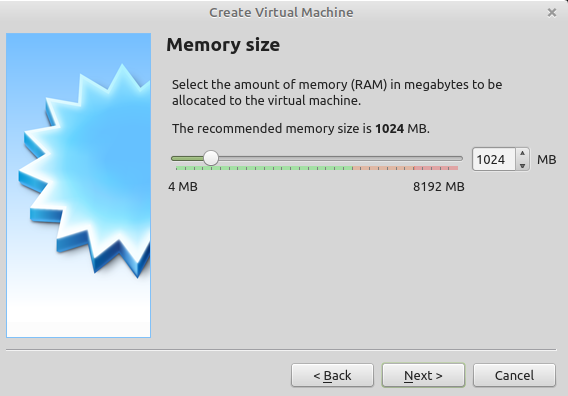 Create Virtual Machine
Memory size
Select the amount of memory (RAM) in megabytes to be
allocated to the virtual machine.
The recommended memory size is 1024 MB.
1024 MB
4 MB 8192 MB
< Back Next > Cancel